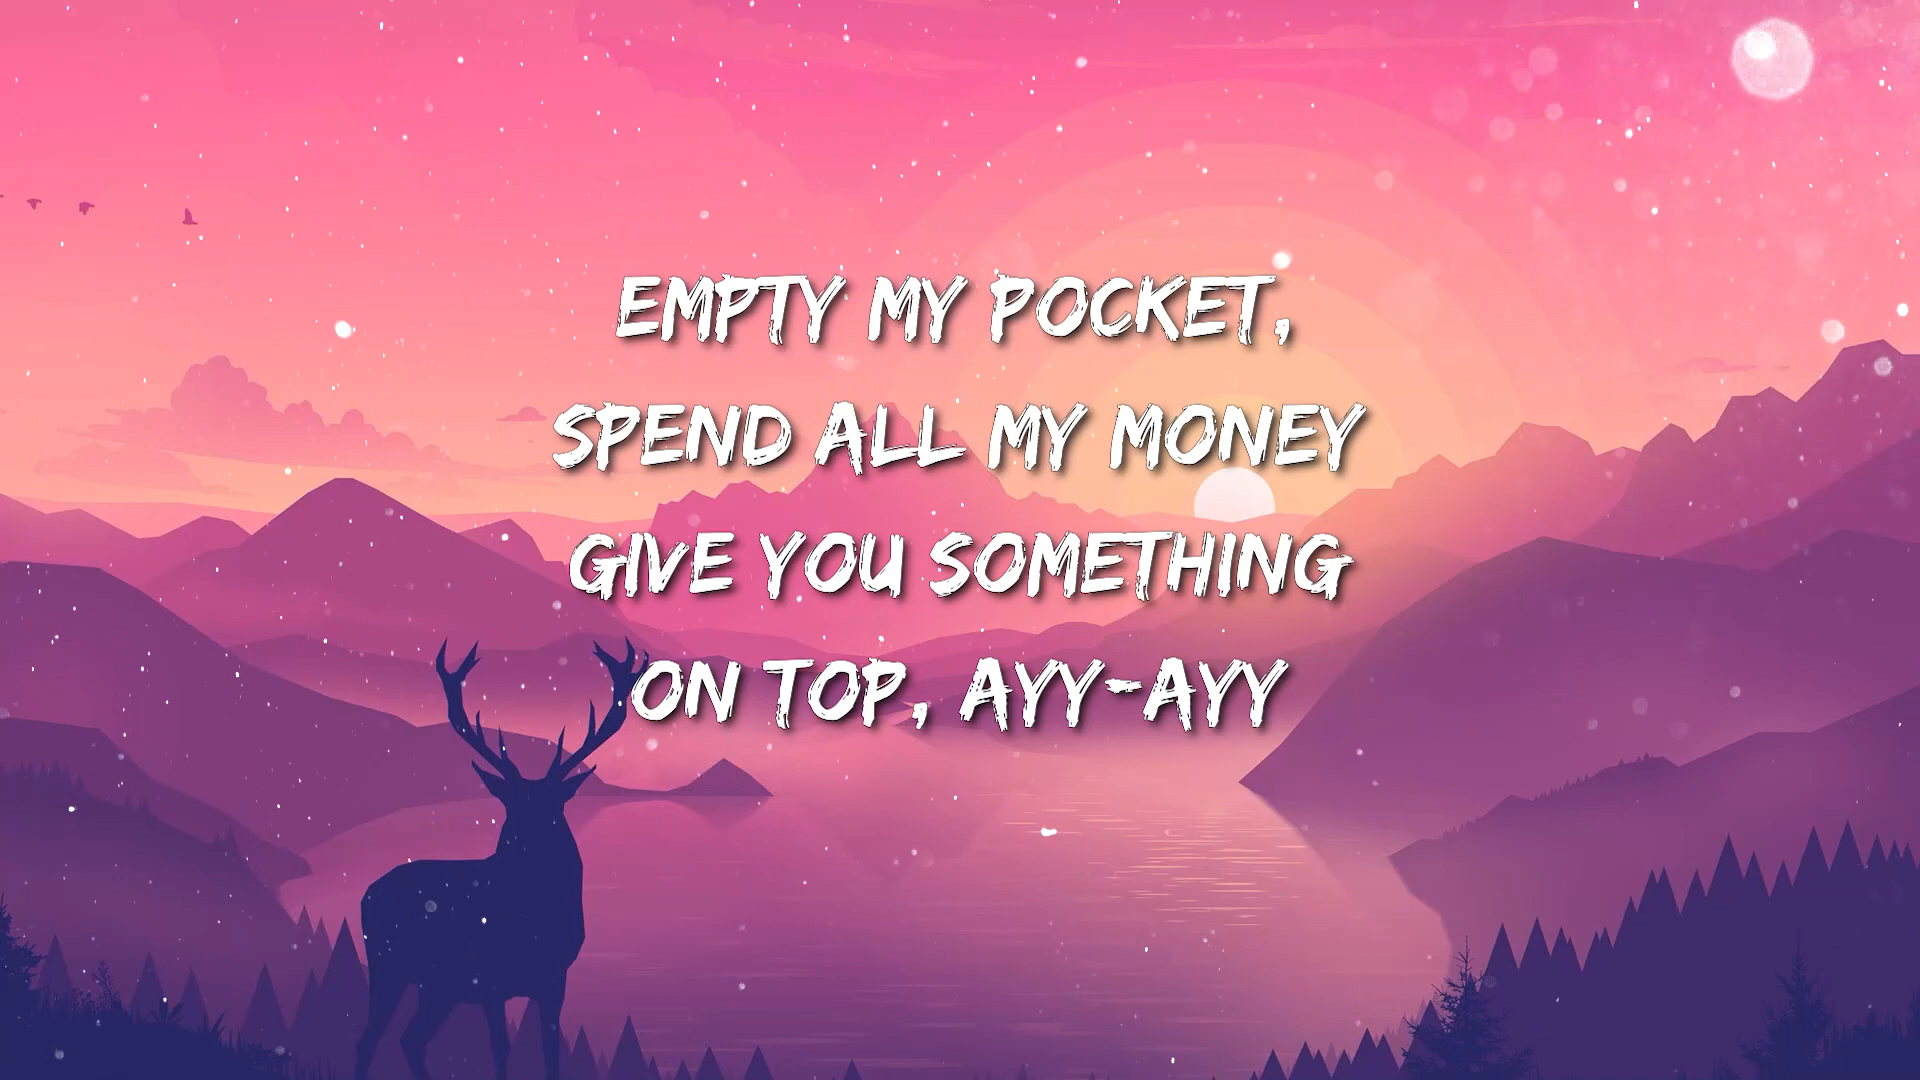 EMPTY MY POCKET,
SPEND ALL MY MONEY
GIVE YOU SOMETHING
ON TOP, AYY-AYY